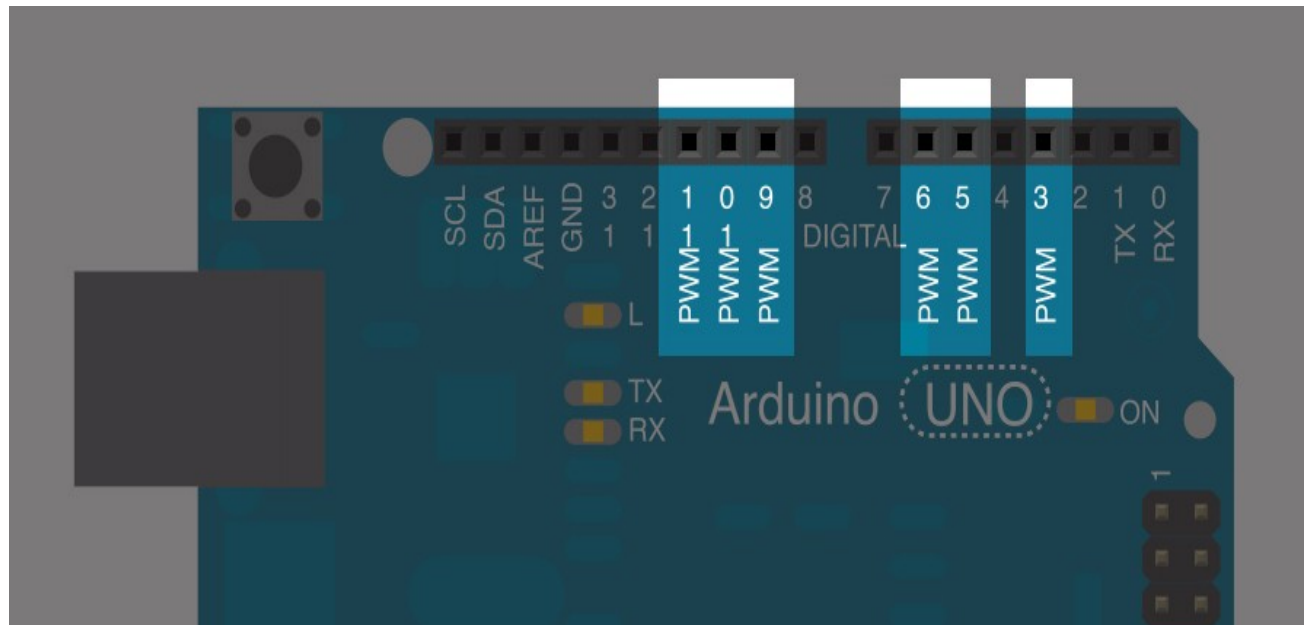 SCL SDA AREF GND 13 12 11 10 9 8 7 6 5 4 3 2 1 0
DIGITAL
PWM PWM PWM PWM PWM PWM TX RX
L
TX
RX
Arduino UNO ON
1